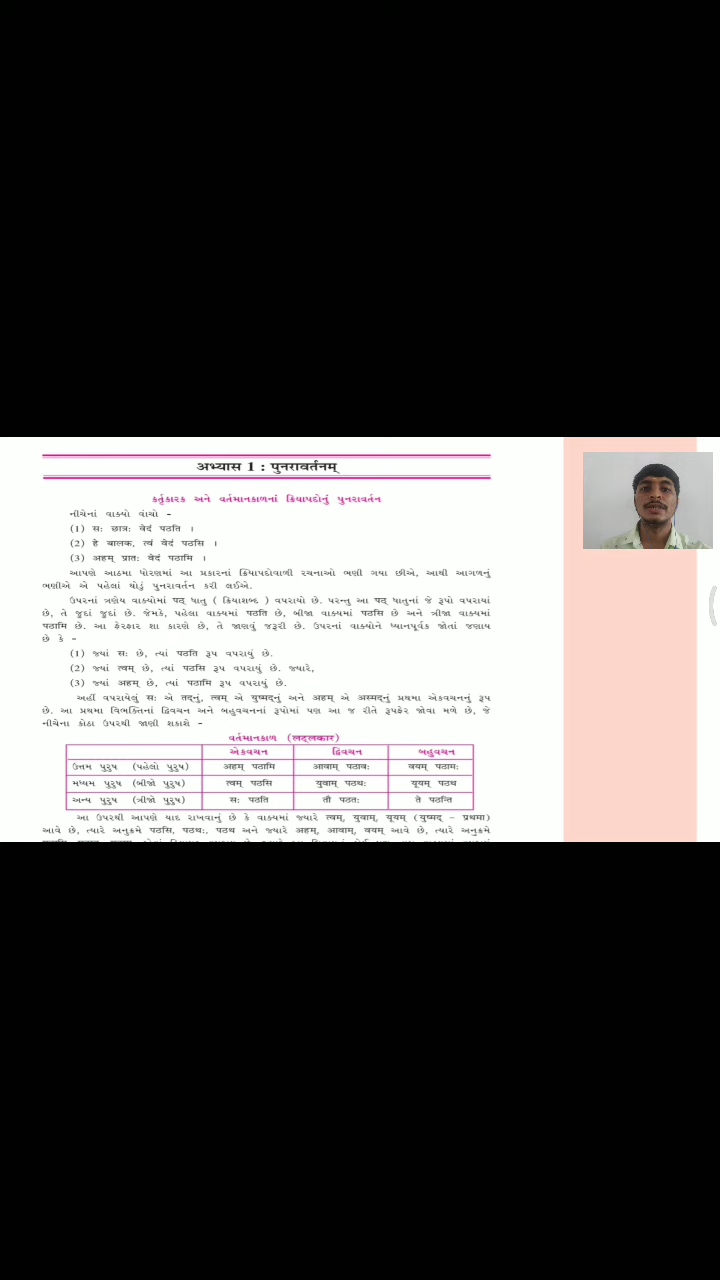 अभ्यास 1 : पुनरावर्तनम्
કર્તૃકારક અને વર્તમાનકાળનાં ક્રિયાપદોનું પુનરાવર્તન
નીચેનાં વાક્યો વાંચો -
(1) सः छात्रः वेदं पठति ।
(2) हे बालक, त्वं वेदं पठसि ।
(3) अहम् प्रातः वेदं पठामि ।
આપણે આઠમા ધોરણમાં આ પ્રકારનાં ક્રિયાપદોવાળી રચનાઓ ભણી ગયા છીએ, આથી આગળનું
ભણીએ એ પહેલાં થોડું પુનરાવર્તન કરી લઈએ.
ઉપરનાં ત્રણેય વાક્યોમાં पठ् ધાતુ ( ક્રિયાશબ્દ ) વપરાયો છે. પરન્તુ આ पठ् ધાતુનાં જે રૂપો વપરાયાં
છે, તે જુદાં જુદાં છે. જેમકે, પહેલા વાક્યમાં पठति છે, બીજા વાક્યમાં पठसि છે અને ત્રીજા વાક્યમાં
पठामि છે. આ ફેરફાર શા કારણે છે, તે જાણવું જરૂરી છે. ઉપરનાં વાક્યોને ધ્યાનપૂર્વક જોતાં જણાય
છે કે -
(1) જ્યાં सः છે, ત્યાં पठति રૂપ વપરાયું છે.
(2) જ્યાં त्वम् છે, ત્યાં पठसि રૂપ વપરાયું છે. જ્યારે,
(3) જ્યાં अहम् છે, ત્યાં पठामि રૂપ વપરાયું છે.
અહીં વપરાયેલું सः એ तद्નું, त्वम् એ युष्मद्નું અને अहम् એ अस्मद्નું પ્રથમા એકવચનનું રૂપ
છે. આ પ્રથમા વિભક્તિનાં દ્વિવચન અને બહુવચનનાં રૂપોમાં પણ આ જ રીતે રૂપફેર જોવા મળે છે, જે
નીચેના કોઠા ઉપરથી જાણી શકાશે -
વર્તમાનકાળ (लट्लकार)
એકવચન દ્વિવચન બહુવચન
ઉત્તમ પુરુષ (પહેલો પુરુષ) अहम् पठामि आवाम् पठावः वयम् पठामः
મધ્યમ પુરુષ (બીજો પુરુષ) त्वम् पठसि युवाम् पठथः यूयम् पठथ
અન્ય પુરુષ (ત્રીજો પુરુષ) सः पठति तौ पठतः ते पठन्ति
આ ઉપરથી આપણે યાદ રાખવાનું છે કે વાક્યમાં જ્યારે त्वम्, युवाम्, यूयम् (युष्मद् - પ્રથમા)
આવે છે, ત્યારે અનુક્રમે पठसि, पठथः, पठथ અને જ્યારે अहम्, आवाम्, वयम् આવે છે, ત્યારે અનુક્રમે